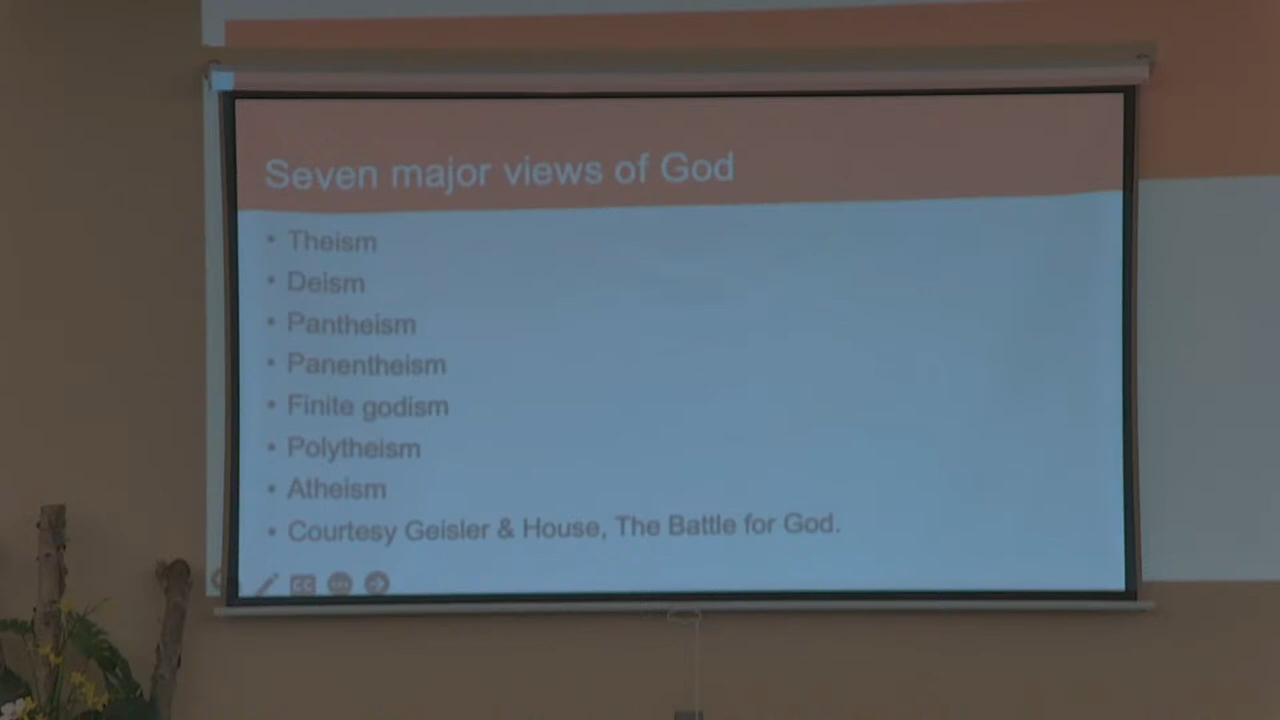 Seven major views of God
• Theism
• Deism
• Pantheism
• Panentheism
• Finite godism
• Polytheism
• Atheism
• Courtesy Geisler & House, The Battle for God.
CC